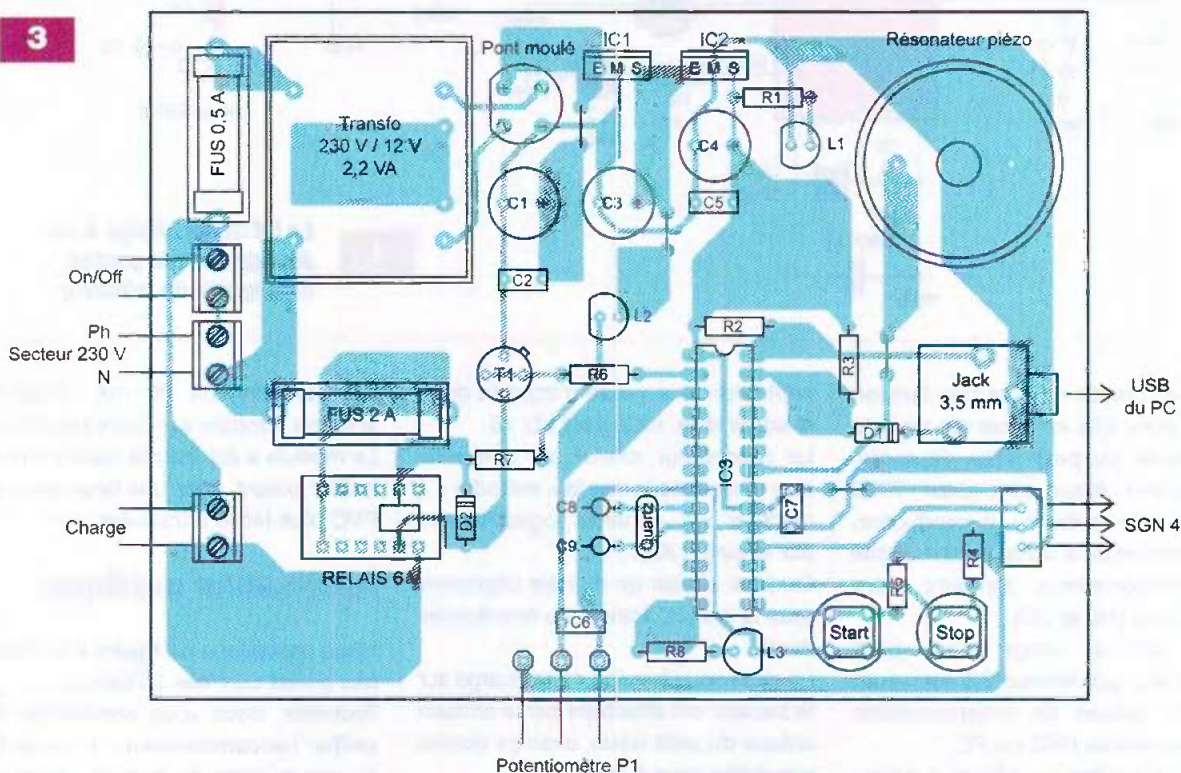 3
Pont moulé
IC1
IC2
Résonateur piézo
E M S
E M S
R1
FUS 0.5 A
Transfo
230 V / 12 V
2,2 VA
C4
L1
C1
C3
C5
On/Off
C2
L2
R2
Ph
Secteur 230 V
N
T1
R6
R3
Jack
3,5 mm
USB
du PC
FUS 2 A
D1
R7
IC3
Charge
D2
C8
C9
Quartz
C7
SGN 4
R4
R5
RELAIS 6
C6
R8
L3
Start
Stop
Potentiomètre P1